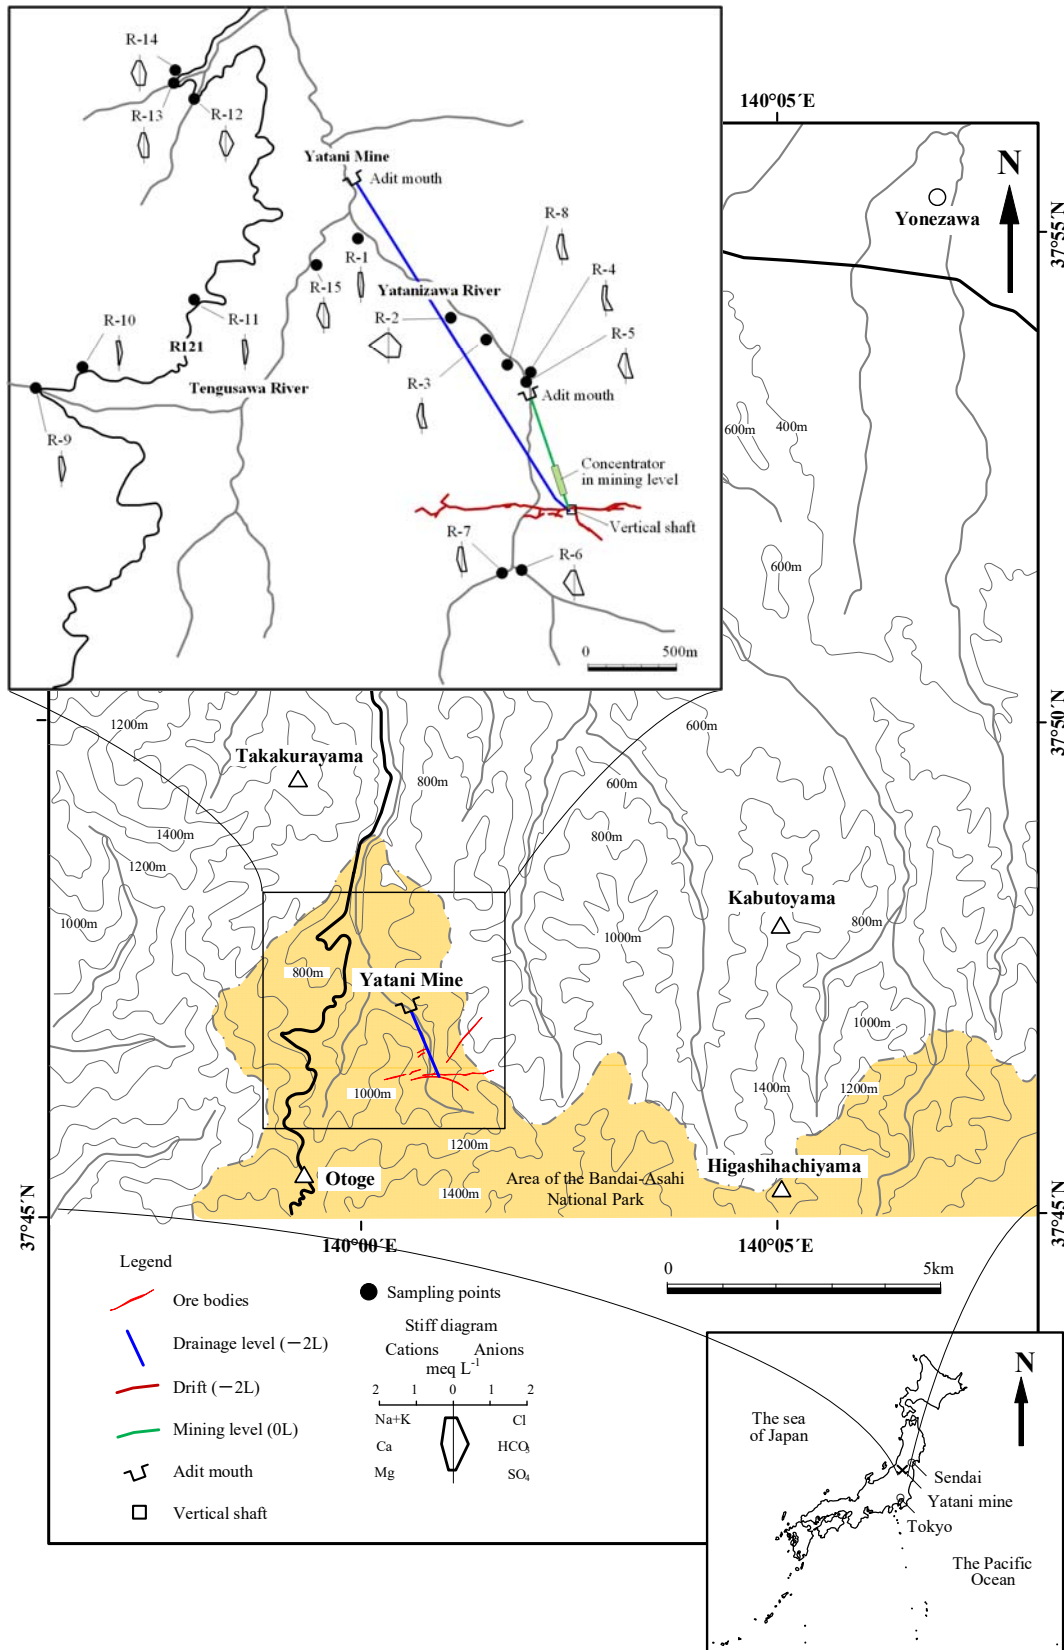 R-14
R-13
R-12
Yatani Mine
Adit mouth
R-8
R-1
R-4
R-15
Yatanizawa River
R-2
R-5
R-10
R-11
R121
R-3
Tengusawa River
Adit mouth
R-9
Concentrator
in mining level
Vertical shaft
R-7
R-6
0
500m
140°05´E
N
Yonezawa
37°55´N
600m
400m
600m
37°50´N
1200m
600m
Takakurayama
800m
600m
1400m
800m
1200m
Kabutoyama
1000m
800m
1000m
800m
Yatani Mine
1000m
1000m
1400m
1200m
1200m
Otoge
1400m
Area of the Bandai-Asahi
National Park
Higashihachiyama
37°45´N
37°45´N
140°00´E
140°05´E
Legend
0
5km
Ore bodies
Sampling points
Drainage level (－2L)
Stiff diagram
Cations
Anions
meq L-1
Drift (－2L)
2
1
0
1
2
Na+K
Cl
Mining level (0L)
Ca
HCO3
Mg
SO4
Adit mouth
Vertical shaft
N
The sea
of Japan
Sendai
Yatani mine
Tokyo
The Pacific
Ocean